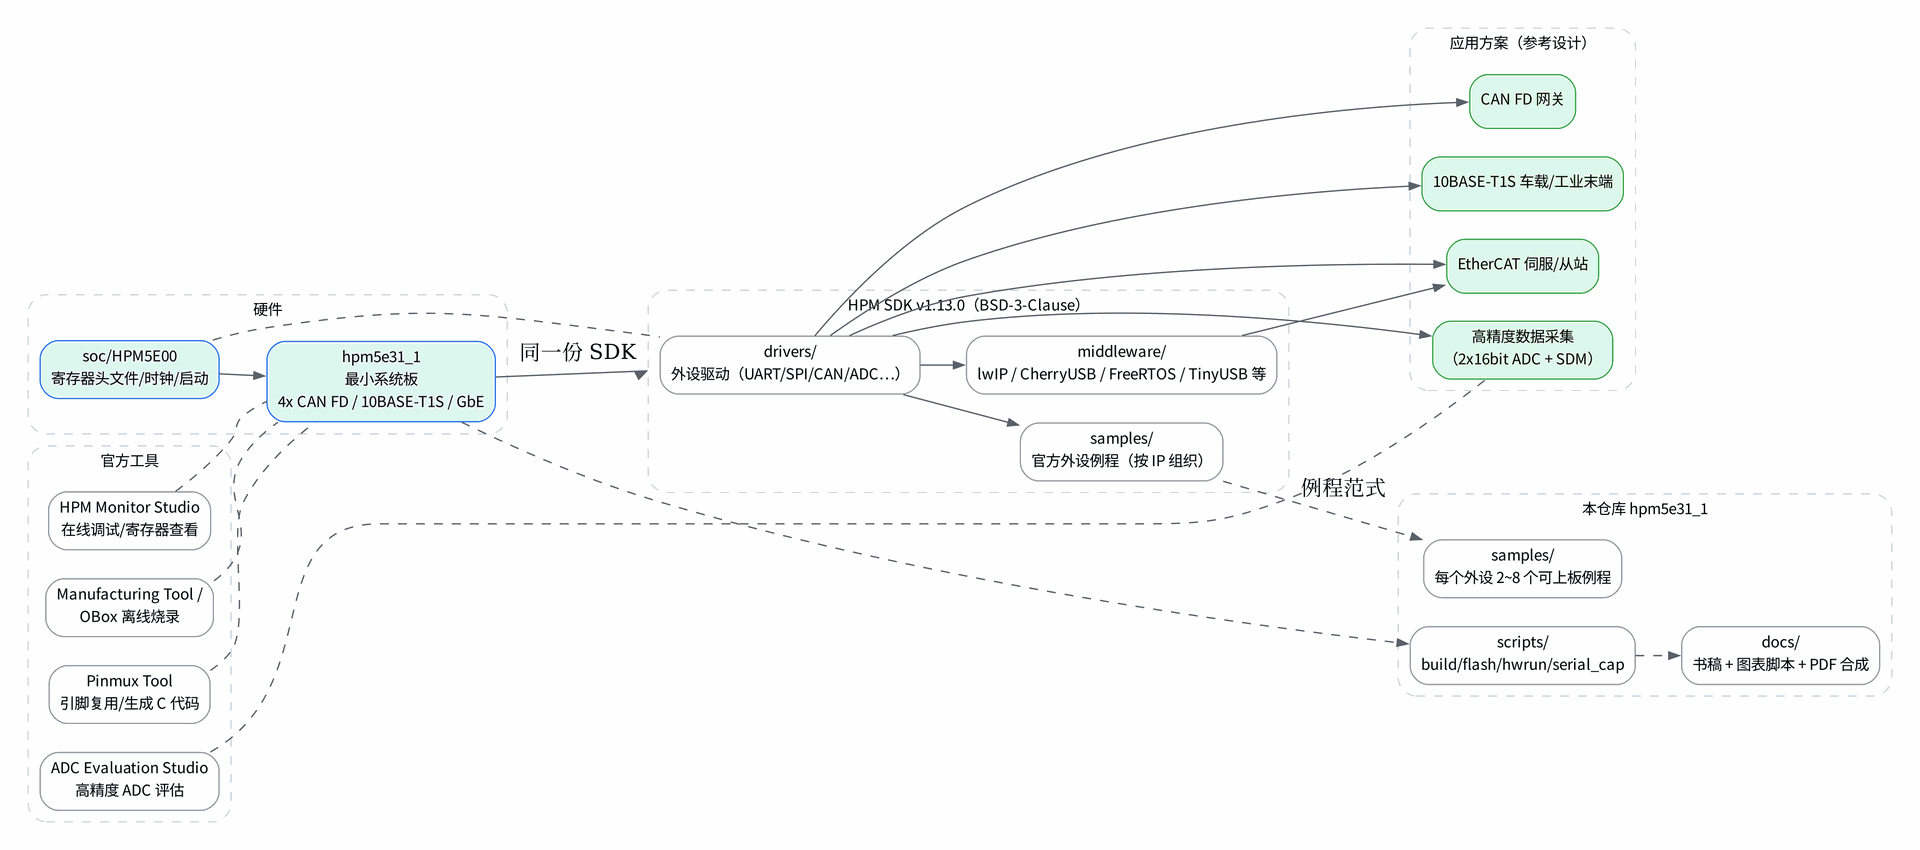 应用方案（参考设计）
CAN FD 网关
10BASE-T1S 车载/工业末端
EtherCAT 伺服/从站
高精度数据采集
（2x16bit ADC + SDM）
硬件
soc/HPM5E00
寄存器头文件/时钟/启动
hpm5e31_1
最小系统板
4x CAN FD / 10BASE-T1S / GbE
同一份 SDK
HPM SDK v1.13.0（BSD-3-Clause）
drivers/
外设驱动（UART/SPI/CAN/ADC…）
middleware/
lwIP / CherryUSB / FreeRTOS / TinyUSB 等
samples/
官方外设例程（按 IP 组织）
官方工具
HPM Monitor Studio
在线调试/寄存器查看
Manufacturing Tool /
OBox 离线烧录
Pinmux Tool
引脚复用/生成 C 代码
ADC Evaluation Studio
高精度 ADC 评估
例程范式
本仓库 hpm5e31_1
samples/
每个外设 2~8 个可上板例程
scripts/
build/flash/hwrun/serial_cap
docs/
书稿 + 图表脚本 + PDF 合成